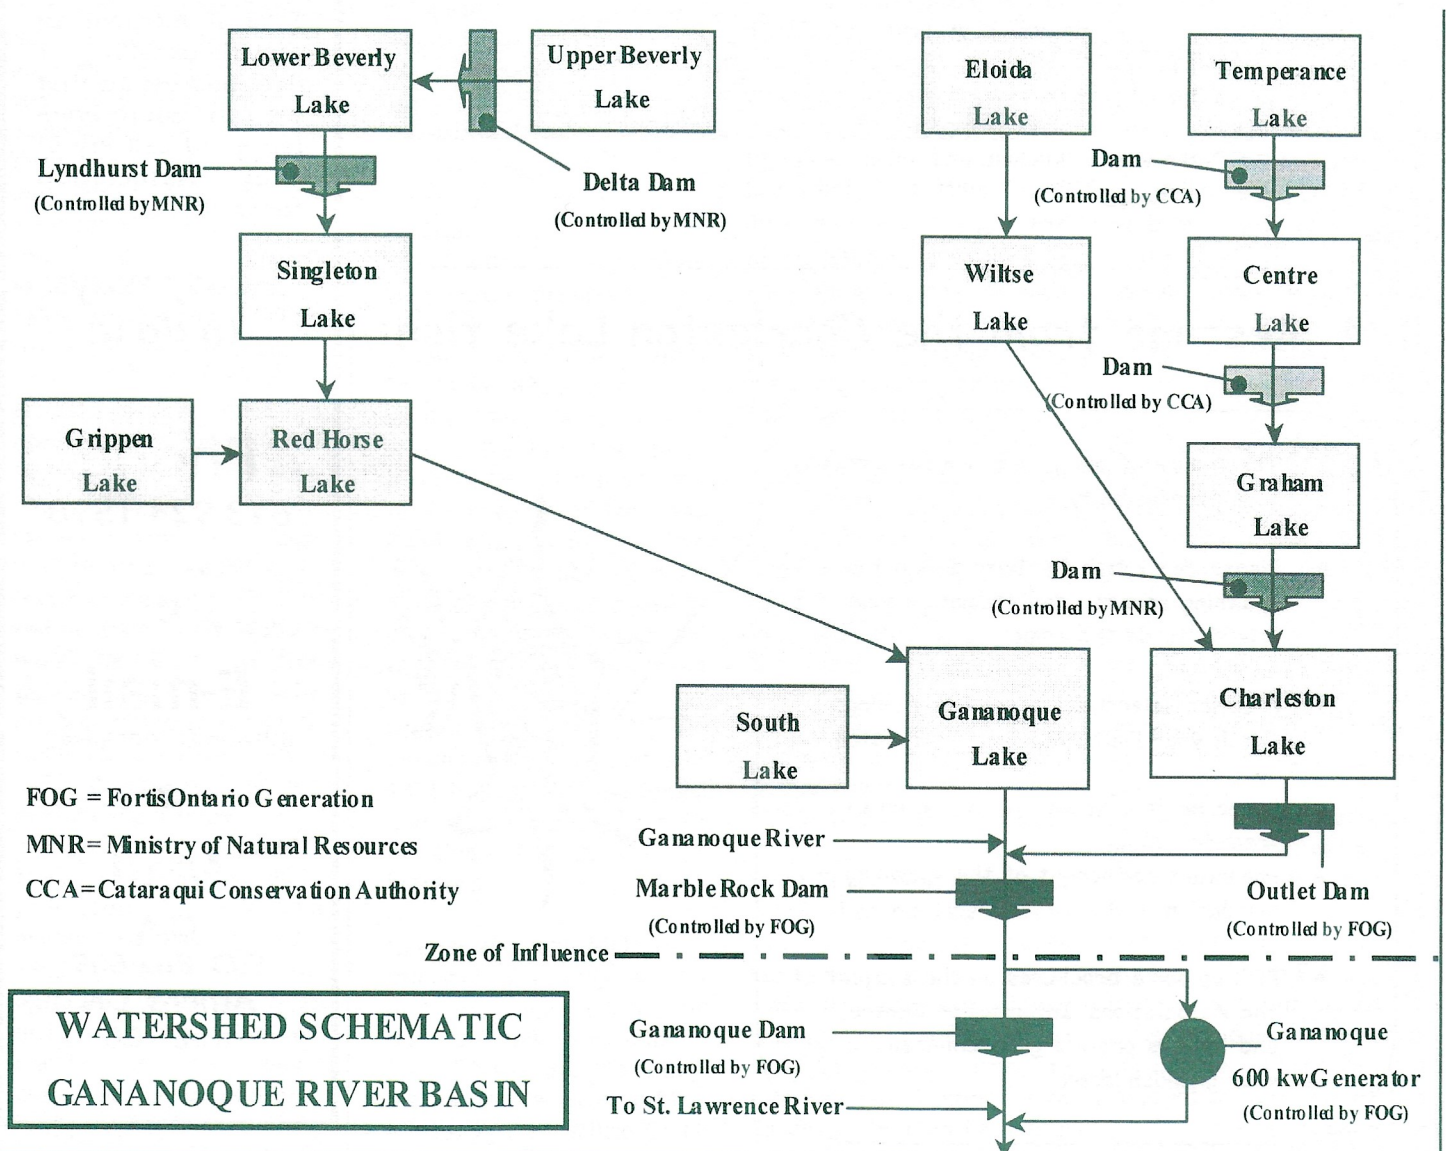 Lower Beverly
Lake
Upper Beverly
Lake
Eloida
Lake
Temperance
Lake
Lyndhurst Dam
(Controlled by MNR)
Delta Dam
(Controlled by MNR)
Dam
(Controlled by CCA)
Singleton
Lake
Wiltse
Lake
Centre
Lake
Dam
(Controlled by CCA)
Grippen
Lake
Red Horse
Lake
Graham
Lake
Dam
(Controlled by MNR)
South
Lake
Gananoque
Lake
Charleston
Lake
FOG = FortisOntario Generation
MNR= Ministry of Natural Resources
CCA= Cataraqui Conservation Authority
Gananoque River
Marble Rock Dam
(Controlled by FOG)
Outlet Dam
(Controlled by FOG)
Zone of Influence
WATERSHED SCHEMATIC
GANANOQUE RIVER BASIN
Gananoque Dam
(Controlled by FOG)
To St. Lawrence River
Gananoque
600 kw Generator
(Controlled by FOG)